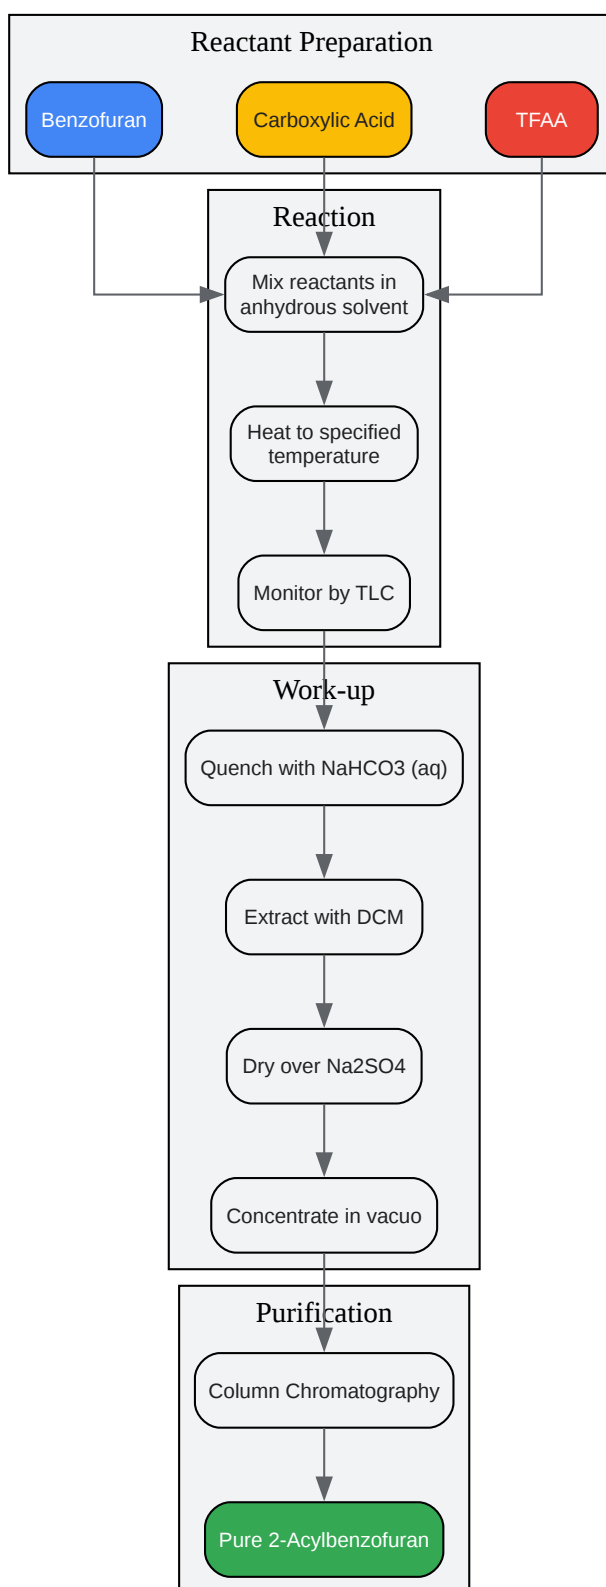 Reactant Preparation
Benzofuran
Carboxylic Acid
TFAA
Reaction
Mix reactants in
anhydrous solvent
Heat to specified
temperature
Monitor by TLC
Work-up
Quench with NaHCO3 (aq)
Extract with DCM
Dry over Na2SO4
Concentrate in vacuo
Purification
Column Chromatography
Pure 2-Acylbenzofuran